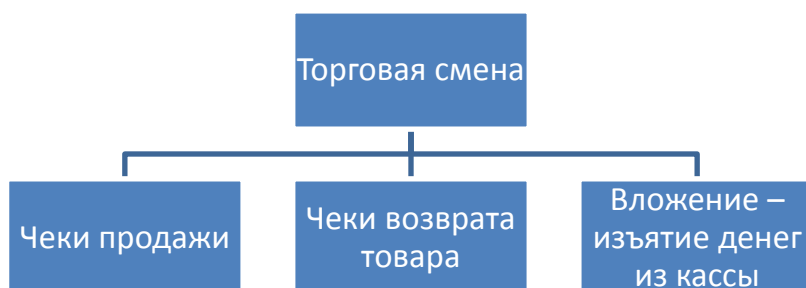 Торговая смена
Чеки продажи
Чеки возврата
товара
Вложение –
изъятие денег
из кассы